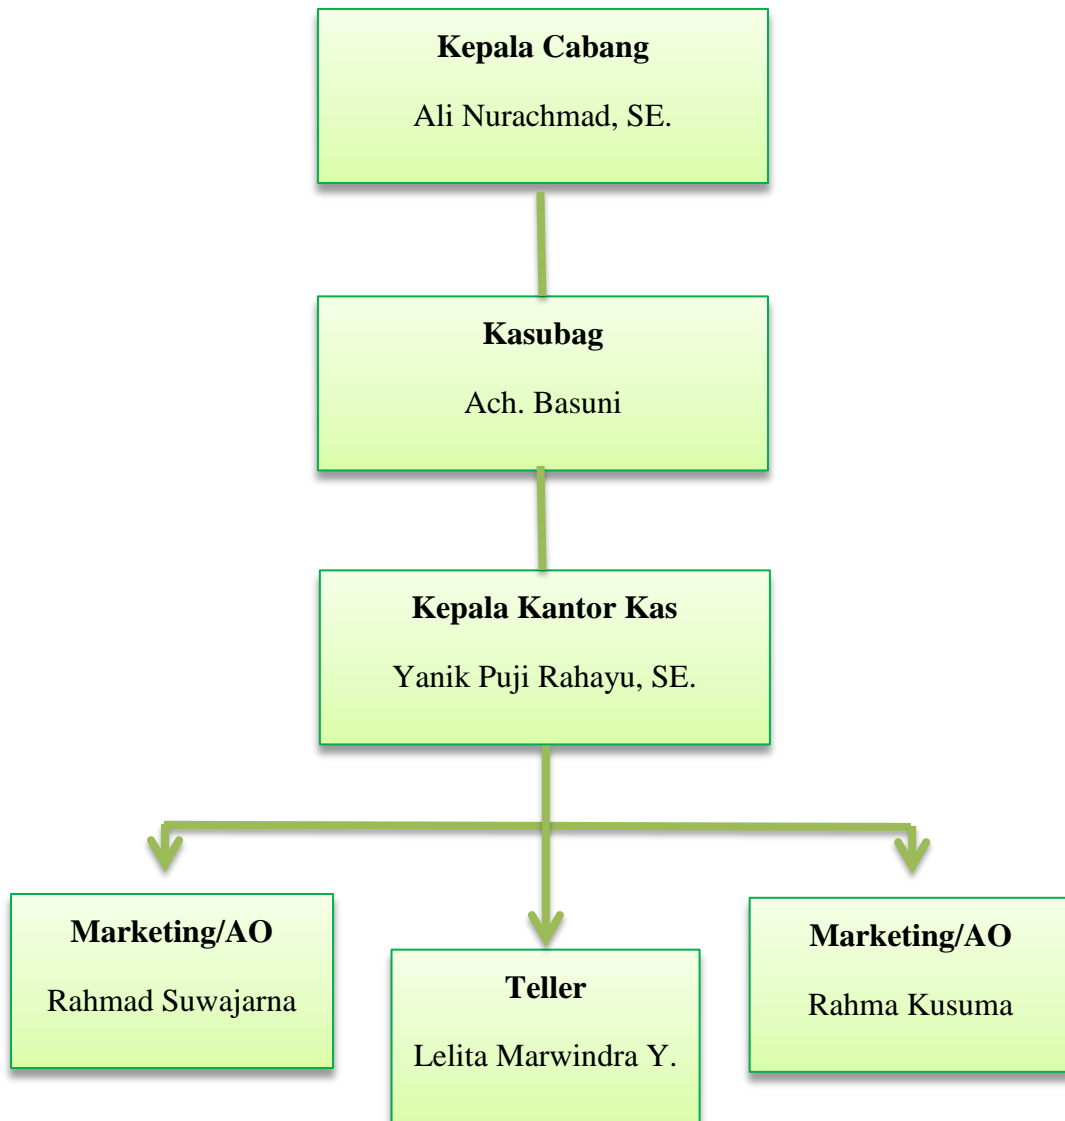 Kepala Cabang
Ali Nurachmad, SE.
Kasubag
Ach. Basuni
Kepala Kantor Kas
Yanik Puji Rahayu, SE.
Marketing/AO
Rahmad Suwajarna
Teller
Lelita Marwindra Y.
Marketing/AO
Rahma Kusuma